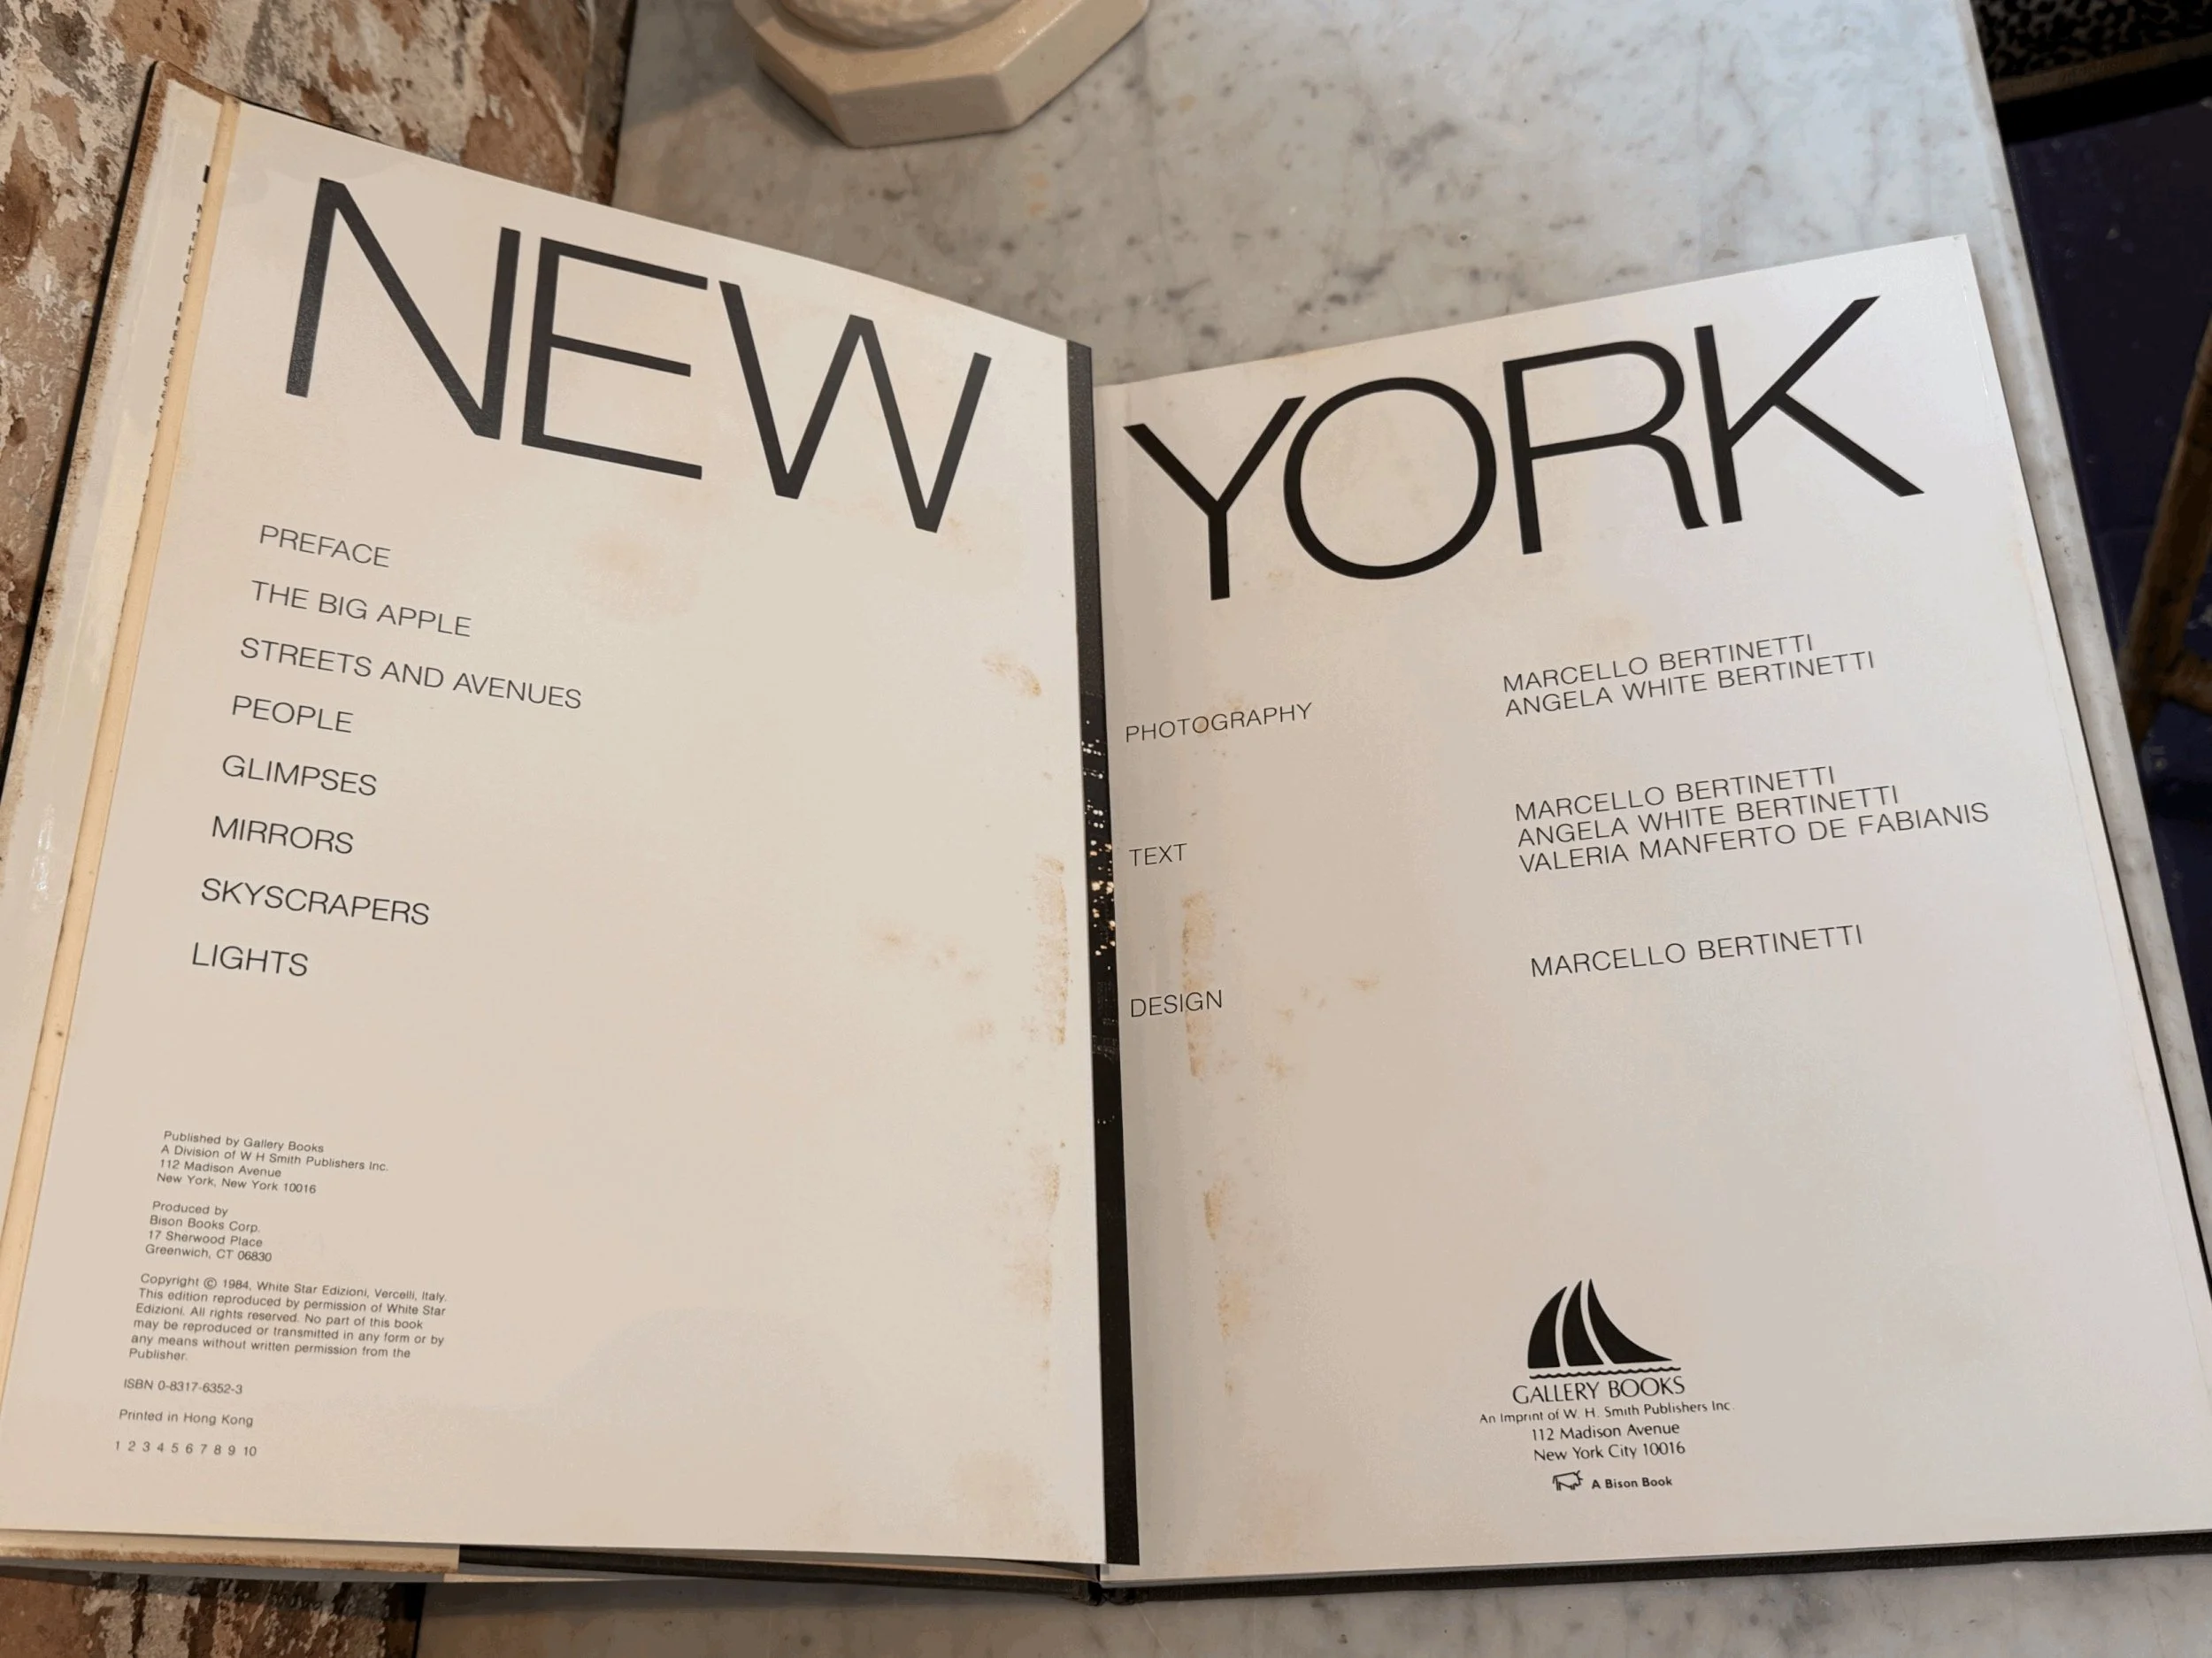 NEW
PREFACE
THE BIG APPLE
STREETS AND AVENUES
PEOPLE
GLIMPSES
MIRRORS
SKYSCRAPERS
LIGHTS
Published by Gallery Books
A Division of W H Smith Publishers Inc.
112 Madison Avenue
New York, New York 10016
Produced by
Bison Books Corp.
17 Sherwood Place
Greenwich, CT 06830
Copyright © 1984, White Star Edizioni, Vercelli, Italy.
This edition reproduced by permission of White Star
Edizioni. All rights reserved. No part of this book
may be reproduced or transmitted in any form or by
any means without written permission from the
Publisher.
ISBN 0-8317-6352-3
Printed in Hong Kong
1 2 3 4 5 6 7 8 9 10
YORK
PHOTOGRAPHY
MARCELLO BERTINETTI
ANGELA WHITE BERTINETTI
TEXT
MARCELLO BERTINETTI
ANGELA WHITE BERTINETTI
VALERIA MANFERTO DE FABIANIS
DESIGN
MARCELLO BERTINETTI
GALLERY BOOKS
An Imprint of W. H. Smith Publishers Inc.
112 Madison Avenue
New York City 10016
A Bison Book